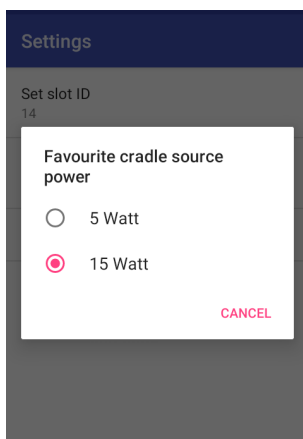 Settings
Set slot ID
14
Favourite cradle source
power
5 Watt
15 Watt
CANCEL